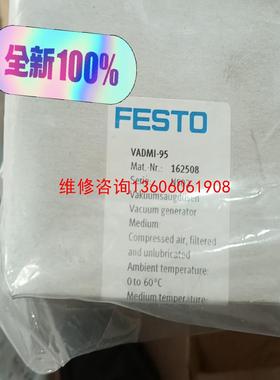 全新100%
FESTO
VADMI-95
Mat.-Nr.: 162508
维修咨询13606061908
Vakuumsaugdüsen
Vacuum generator
Medium:
Compressed air, filtered
and unlubricated
Ambient temperature:
0 to 60°C
Medium temperature: